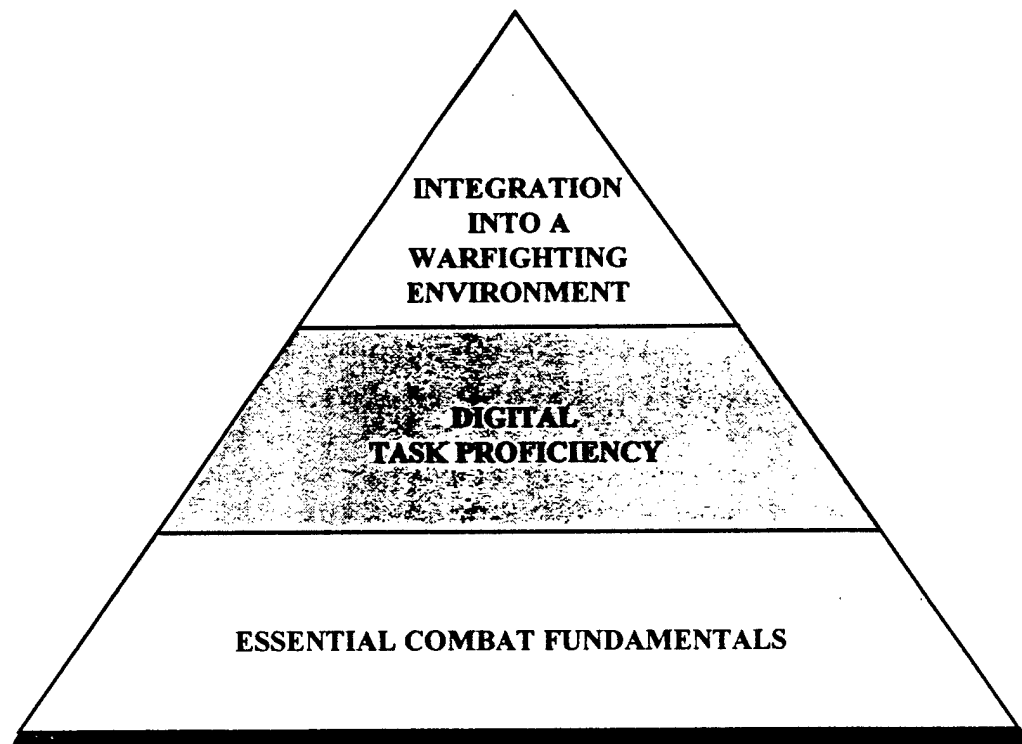 INTEGRATION
INTO A
WARFIGHTING
ENVIRONMENT
DIGITAL
TASK PROFICIENCY
ESSENTIAL COMBAT FUNDAMENTALS